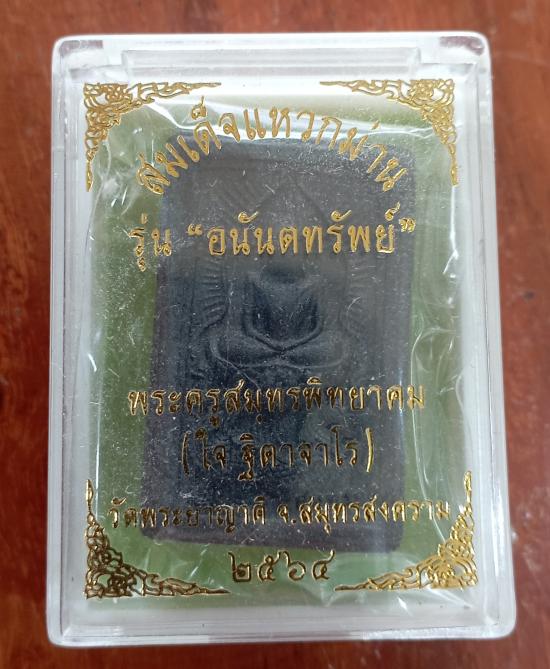 สมเด็จแหวกม่าน
รุ่น “อนันตทรัพย์”
พระครูสมุทรพิทยาคม
(ใจ ฐิตาจาโร)
วัดพระยาญาติ จ.สมุทรสงคราม
๒๕๖๔